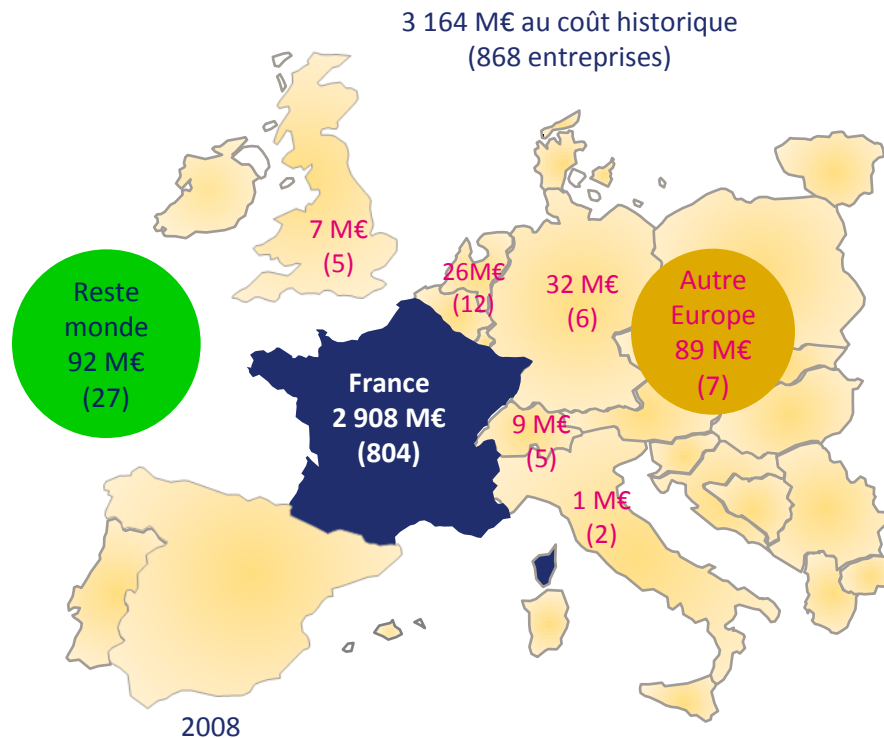 3 164 M€ au coût historique
(868 entreprises)
7 M€
(5)
26M€
(12)
32 M€
(6)
Autre
Europe
89 M€
(7)
Reste
monde
92 M€
(27)
France
2 908 M€
(804)
9 M€
(5)
1 M€
(2)
2008